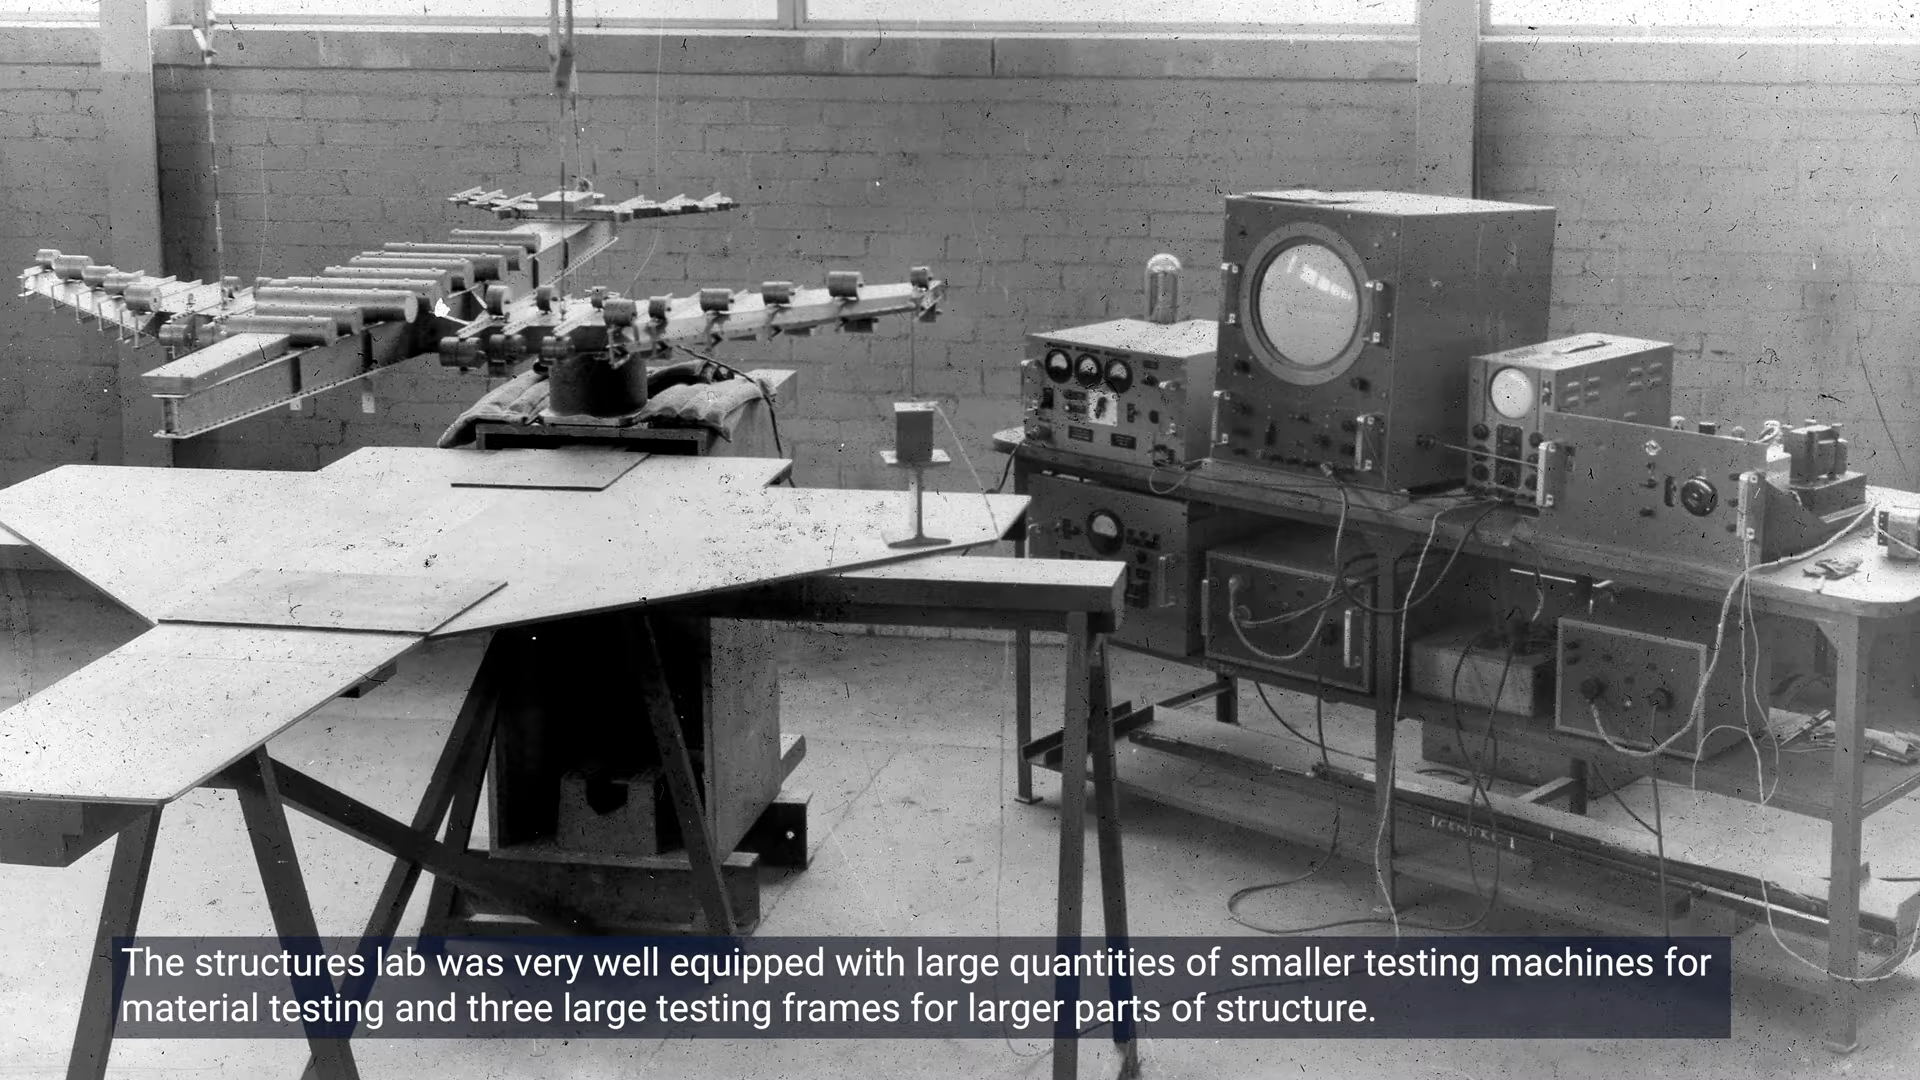 The structures lab was very well equipped with large quantities of smaller testing machines for
material testing and three large testing frames for larger parts of structure.